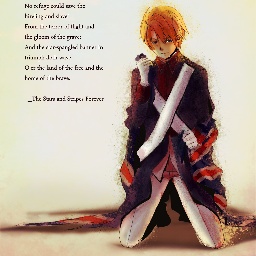 No refuge could save the
hireling and slave
From the terror of flight and
the gloom of the grave:
And the star-spangled banner in
triumph doth wave
O'er the land of the free and the
home of the brave.
_The Stars and Stripes Forever